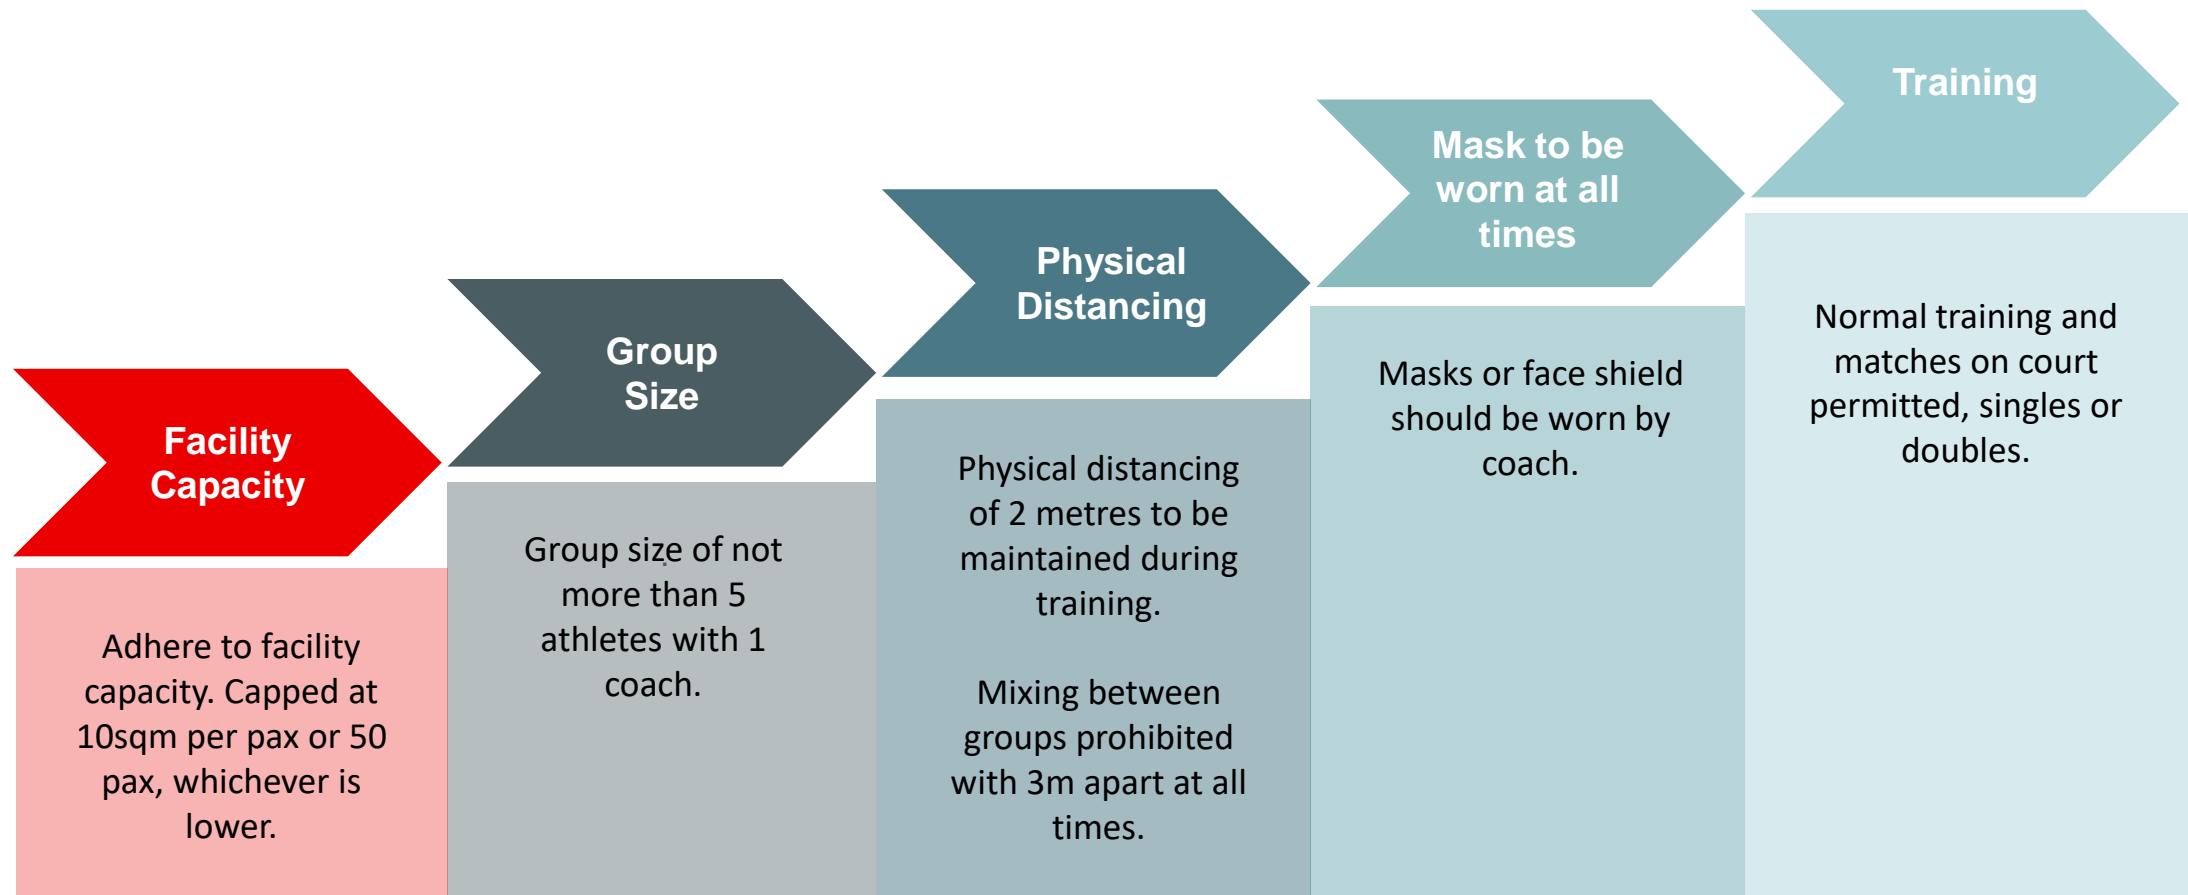 Facility
Capacity
Adhere to facility
capacity. Capped at
10sqm per pax or 50
pax, whichever is
lower.
Group
Size
Group size of not
more than 5
athletes with 1
coach.
Physical
Distancing
Physical distancing
of 2 metres to be
maintained during
training.
Mixing between
groups prohibited
with 3m apart at all
times.
Mask to be
worn at all
times
Masks or face shield
should be worn by
coach.
Training
Normal training and
matches on court
permitted, singles or
doubles.